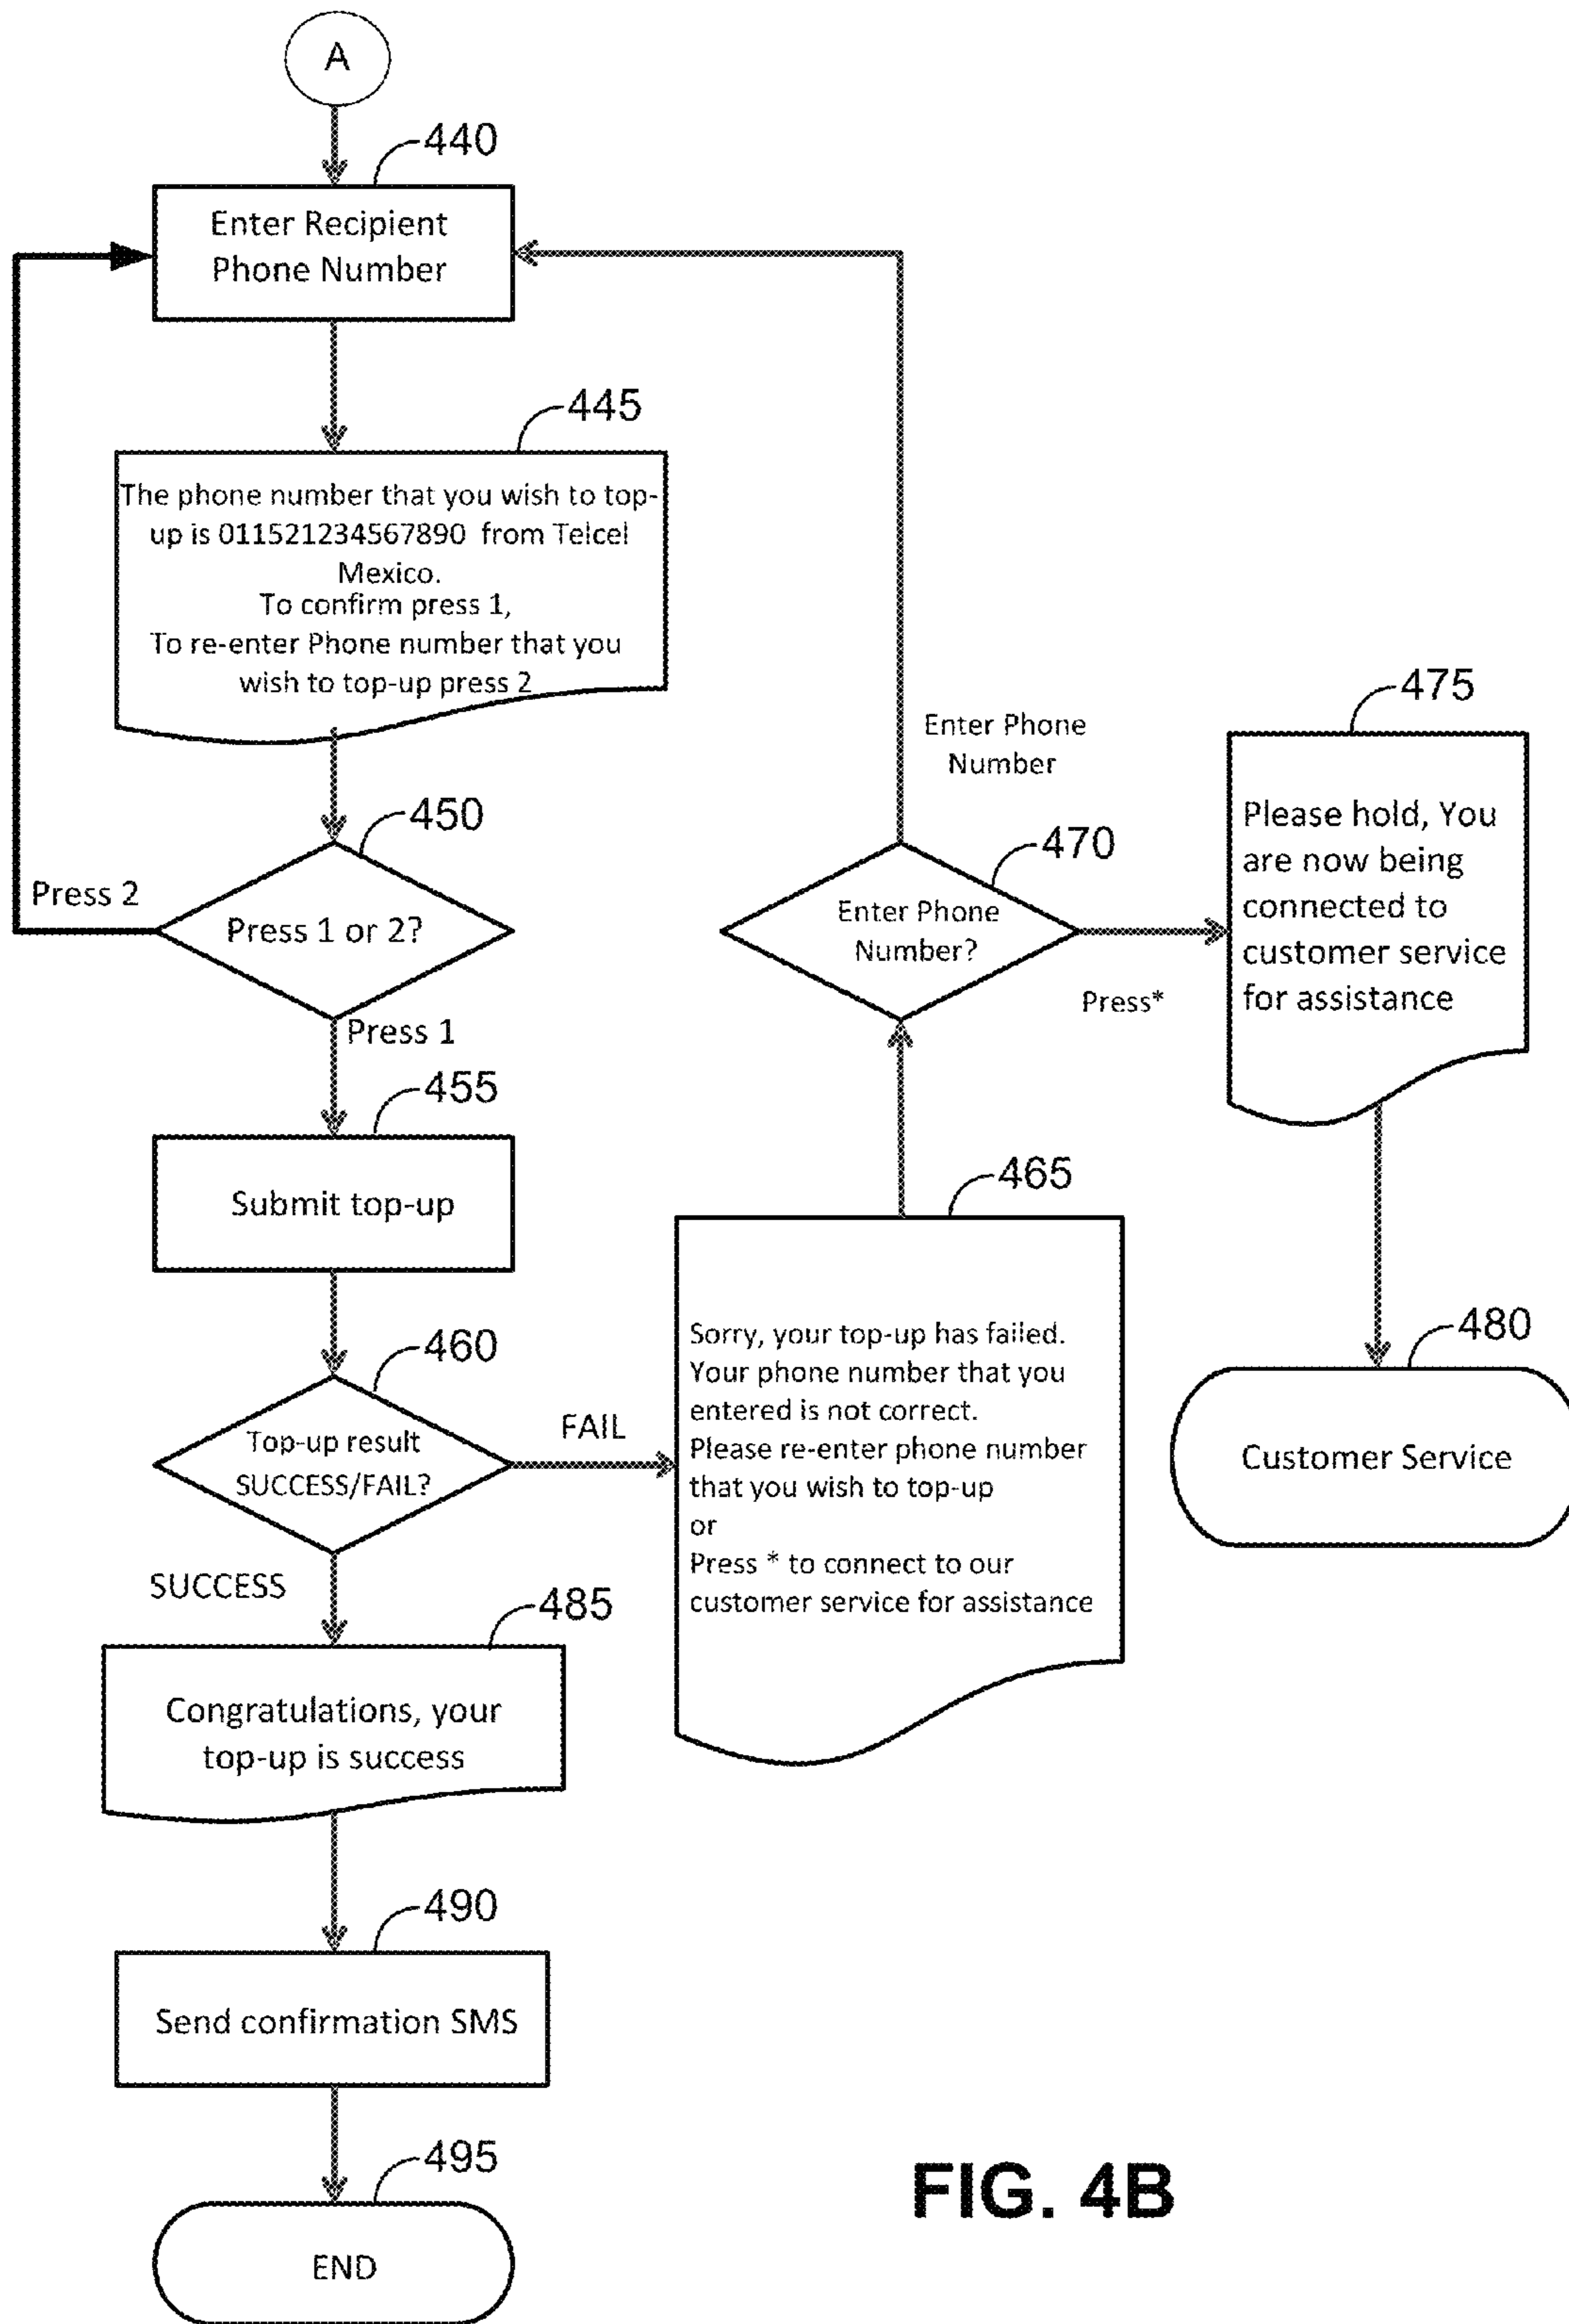 A
440
Enter Recipient
Phone Number
445
The phone number that you wish to top-
up is 011521234567890 from Telcel
Mexico.
To confirm press 1,
To re-enter Phone number that you
wish to top-up press 2
450
Press 2
Press 1 or 2?
Press 1
455
Submit top-up
460
Top-up result
SUCCESS/FAIL?
FAIL
SUCCESS
465
Sorry, your top-up has failed.
Your phone number that you
entered is not correct.
Please re-enter phone number
that you wish to top-up
or
Press * to connect to our
customer service for assistance
470
Enter Phone
Number?
Enter Phone
Number
Press*
475
Please hold, You
are now being
connected to
customer service
for assistance
480
Customer Service
485
Congratulations, your
top-up is success
490
Send confirmation SMS
495
END
FIG. 4B